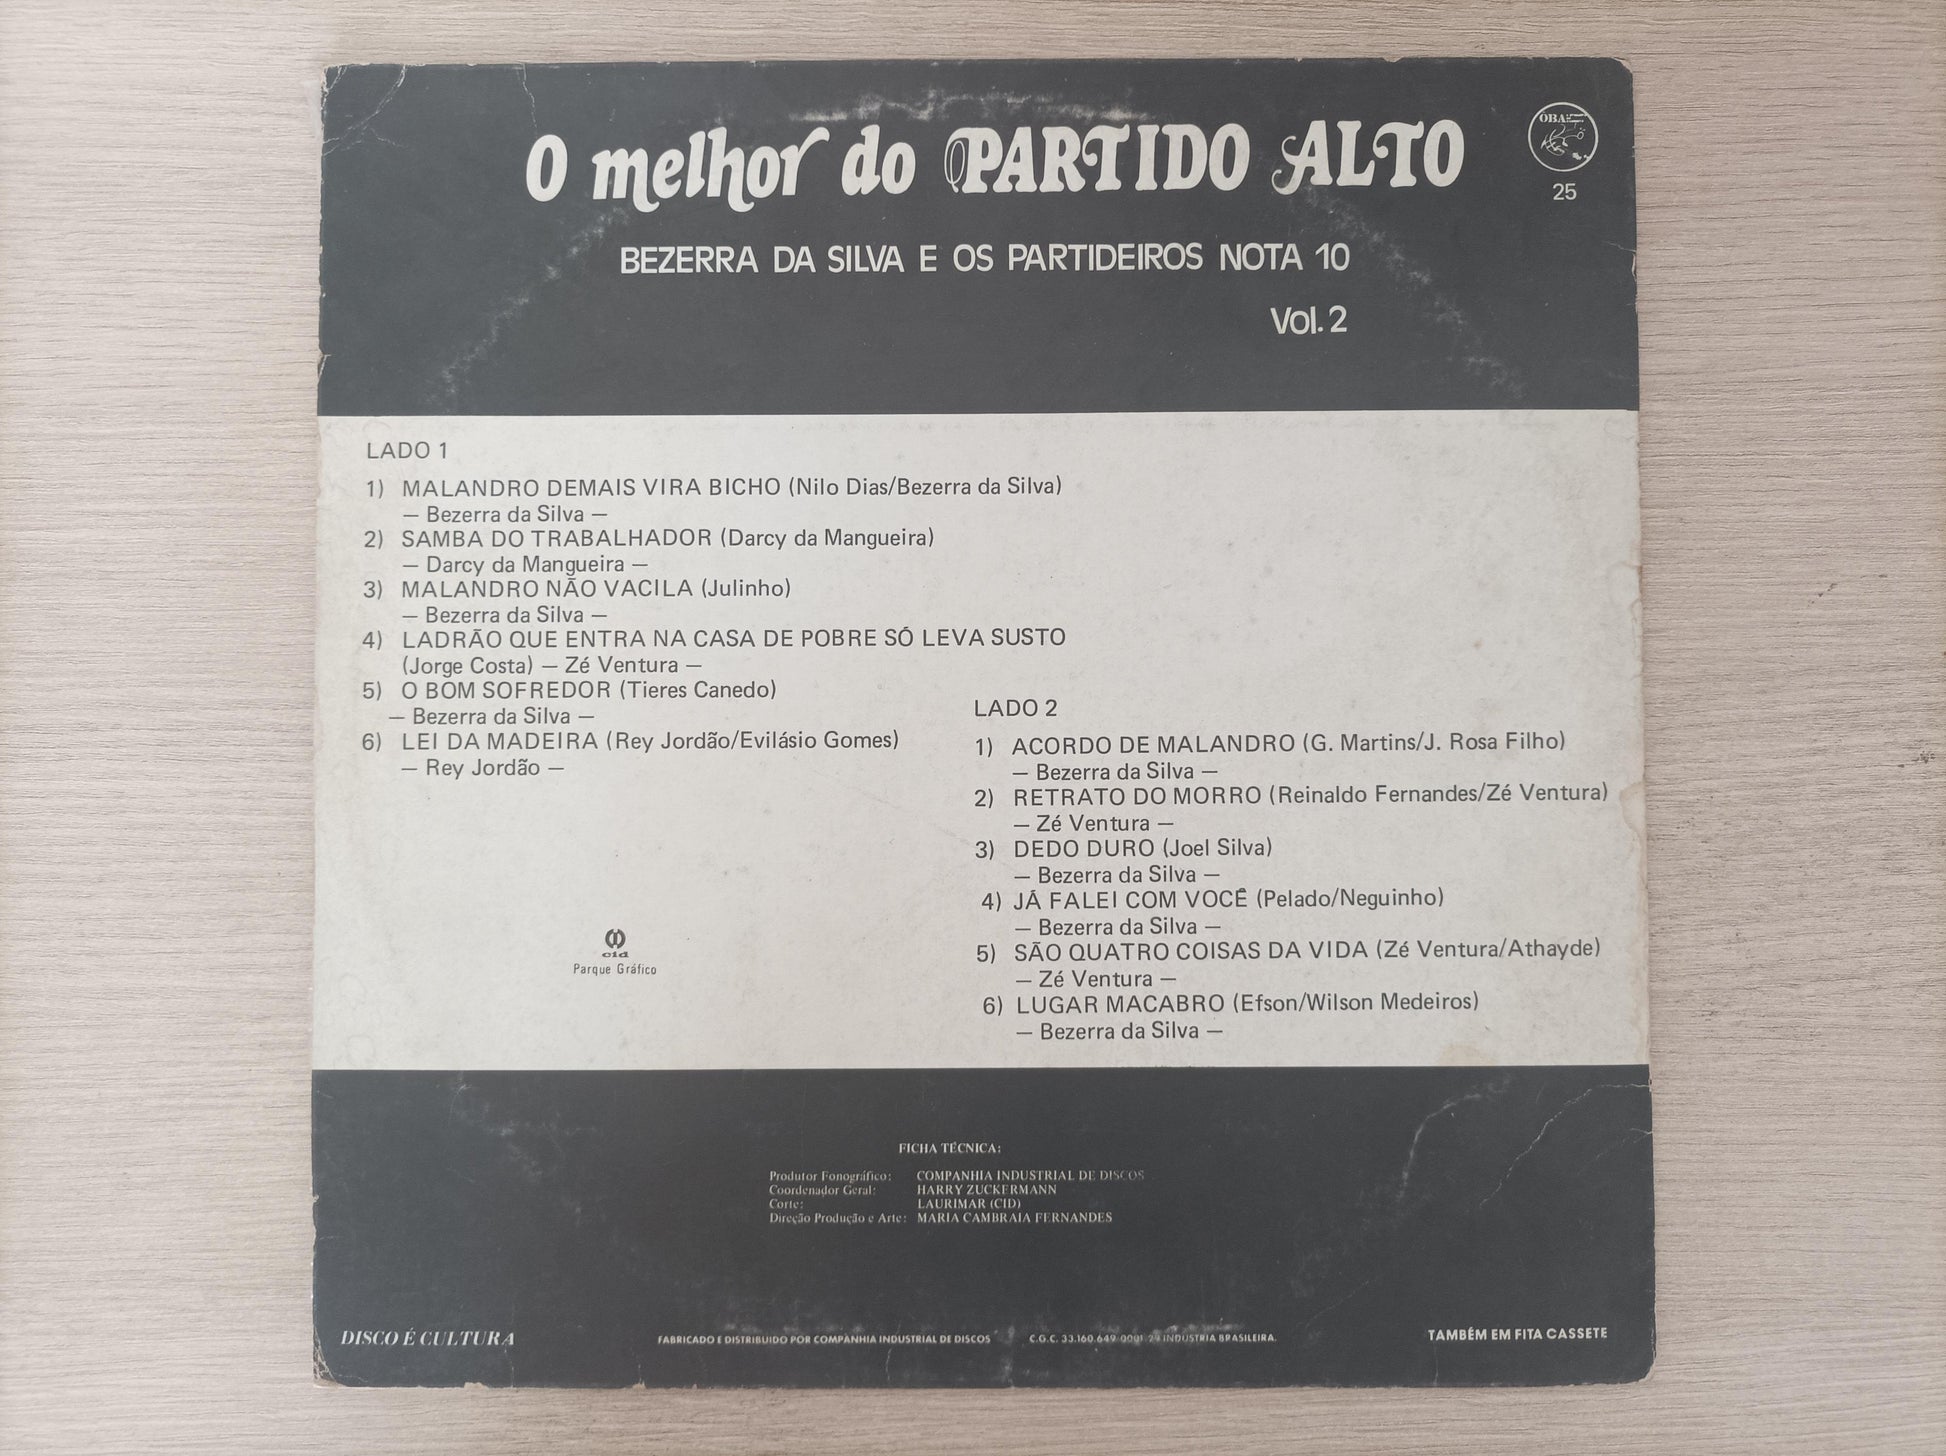 O melhor do PARTIDO ALTO
OBA
25
BEZERRA DA SILVA E OS PARTIDEIROS NOTA 10
Vol. 2
LADO 1
1) MALANDRO DEMAIS VIRA BICHO (Nilo Dias/Bezerra da Silva)
— Bezerra da Silva —
2) SAMBA DO TRABALHADOR (Darcy da Mangueira)
— Darcy da Mangueira —
3) MALANDRO NÃO VACILA (Julinho)
— Bezerra da Silva —
4) LADRÃO QUE ENTRA NA CASA DE POBRE SÓ LEVA SUSTO
(Jorge Costa) — Zé Ventura —
5) O BOM SOFREDOR (Tieres Canedo)
— Bezerra da Silva —
6) LEI DA MADEIRA (Rey Jordão/Evilásio Gomes)
— Rey Jordão —
LADO 2
1) ACORDO DE MALANDRO (G. Martins/J. Rosa Filho)
— Bezerra da Silva —
2) RETRATO DO MORRO (Reinaldo Fernandes/Zé Ventura)
— Zé Ventura —
3) DEDO DURO (Joel Silva)
— Bezerra da Silva —
4) JÁ FALEI COM VOCÊ (Pelado/Neguinho)
— Bezerra da Silva —
5) SÃO QUATRO COISAS DA VIDA (Zé Ventura/Athayde)
— Zé Ventura —
6) LUGAR MACABRO (Efson/Wilson Medeiros)
— Bezerra da Silva —
cid
Parque Gráfico
FICHA TÉCNICA:
Produtor Fonográfico: COMPANHIA INDUSTRIAL DE DISCOS
Coordenador Geral: HARRY ZUCKERMANN
Corte: LAURIMAR (CID)
Direção Produção e Arte: MARIA CAMBRAIA FERNANDES
DISCO É CULTURA
FABRICADO E DISTRIBUIDO POR COMPANHIA INDUSTRIAL DE DISCOS
C.G.C. 33.160.649 INDUSTRIA BRASILEIRA.
TAMBÉM EM FITA CASSETE